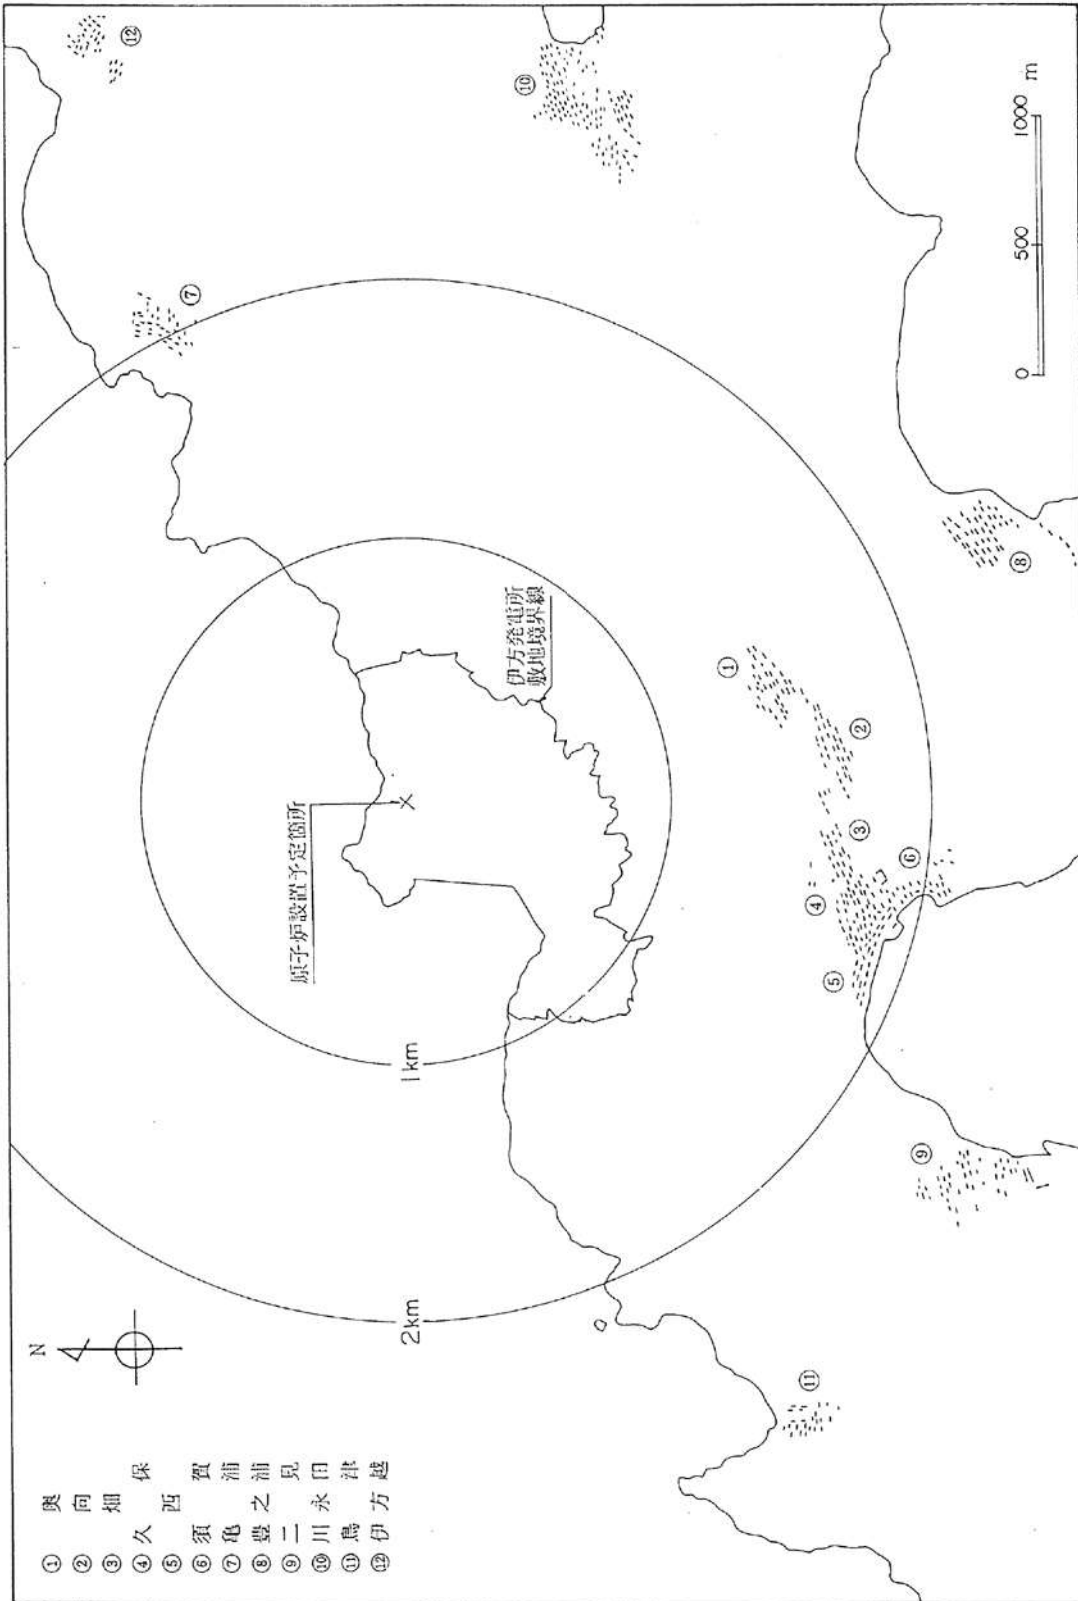 N
① 奥
② 向
③ 畑
④ 久保
⑤ 西
⑥ 須賀
⑦ 亀浦
⑧ 豊之浦
⑨ 二見
⑩ 川永田
⑪ 鳥津
⑫ 伊方越
原子炉設置予定箇所
伊方発電所
敷地境界線
1km
2km
⑫
⑦
⑩
①
②
③
④
⑤
⑥
⑧
⑨
⑪
0 500 1000 m